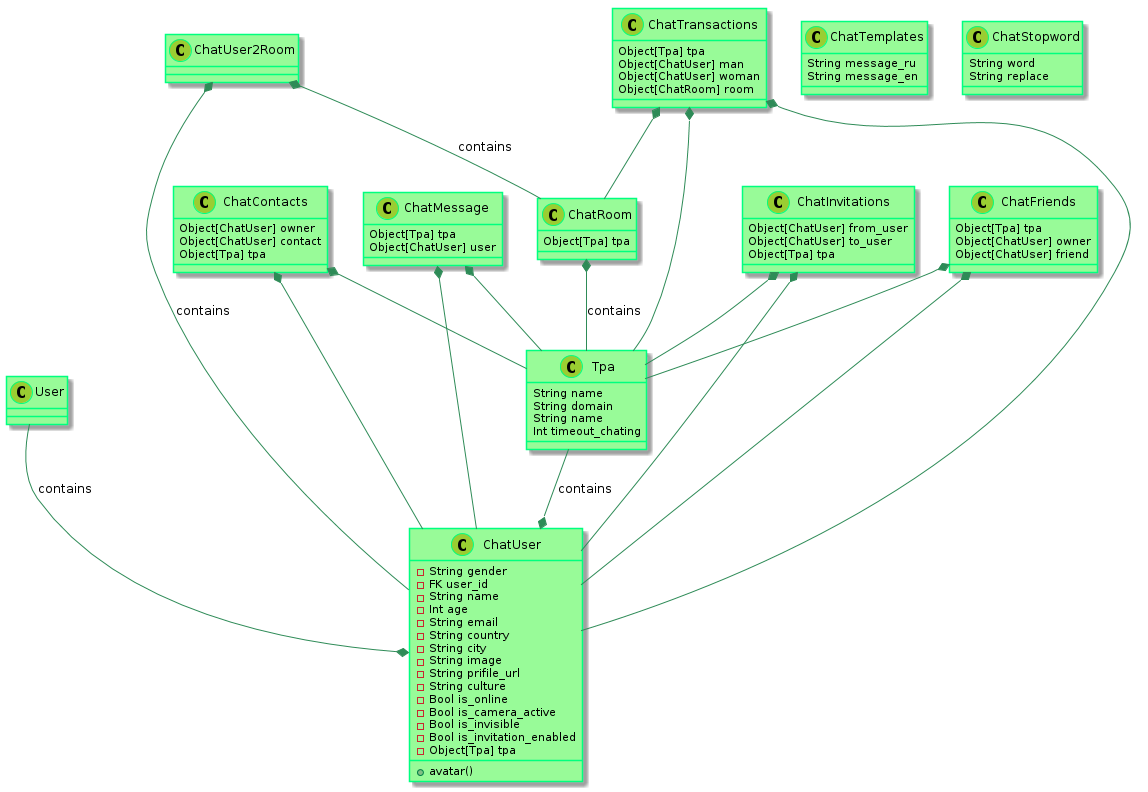 C ChatUser2Room
C ChatTransactions
Object[Tpa] tpa
Object[ChatUser] man
Object[ChatUser] woman
Object[ChatRoom] room
C ChatTemplates
String message_ru
String message_en
C ChatStopword
String word
String replace
contains
C ChatContacts
Object[ChatUser] owner
Object[ChatUser] contact
Object[Tpa] tpa
C ChatMessage
Object[Tpa] tpa
Object[ChatUser] user
C ChatRoom
Object[Tpa] tpa
C ChatInvitations
Object[ChatUser] from_user
Object[ChatUser] to_user
Object[Tpa] tpa
C ChatFriends
Object[Tpa] tpa
Object[ChatUser] owner
Object[ChatUser] friend
contains
contains
C User
C Tpa
String name
String domain
String name
Int timeout_chating
contains
contains
C ChatUser
String gender
FK user_id
String name
Int age
String email
String country
String city
String image
String prifile_url
String culture
Bool is_online
Bool is_camera_active
Bool is_invisible
Bool is_invitation_enabled
Object[Tpa] tpa
avatar()